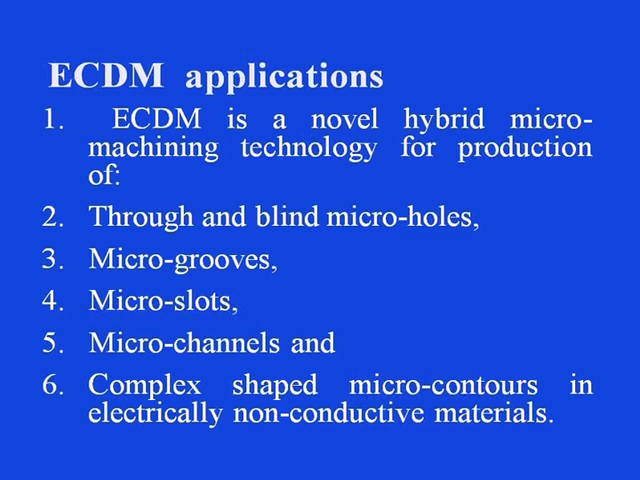 ECDM applications
1. ECDM is a novel hybrid micro-
machining technology for production
of:
2. Through and blind micro-holes,
3. Micro-grooves,
4. Micro-slots,
5. Micro-channels and
6. Complex shaped micro-contours in
electrically non-conductive materials.